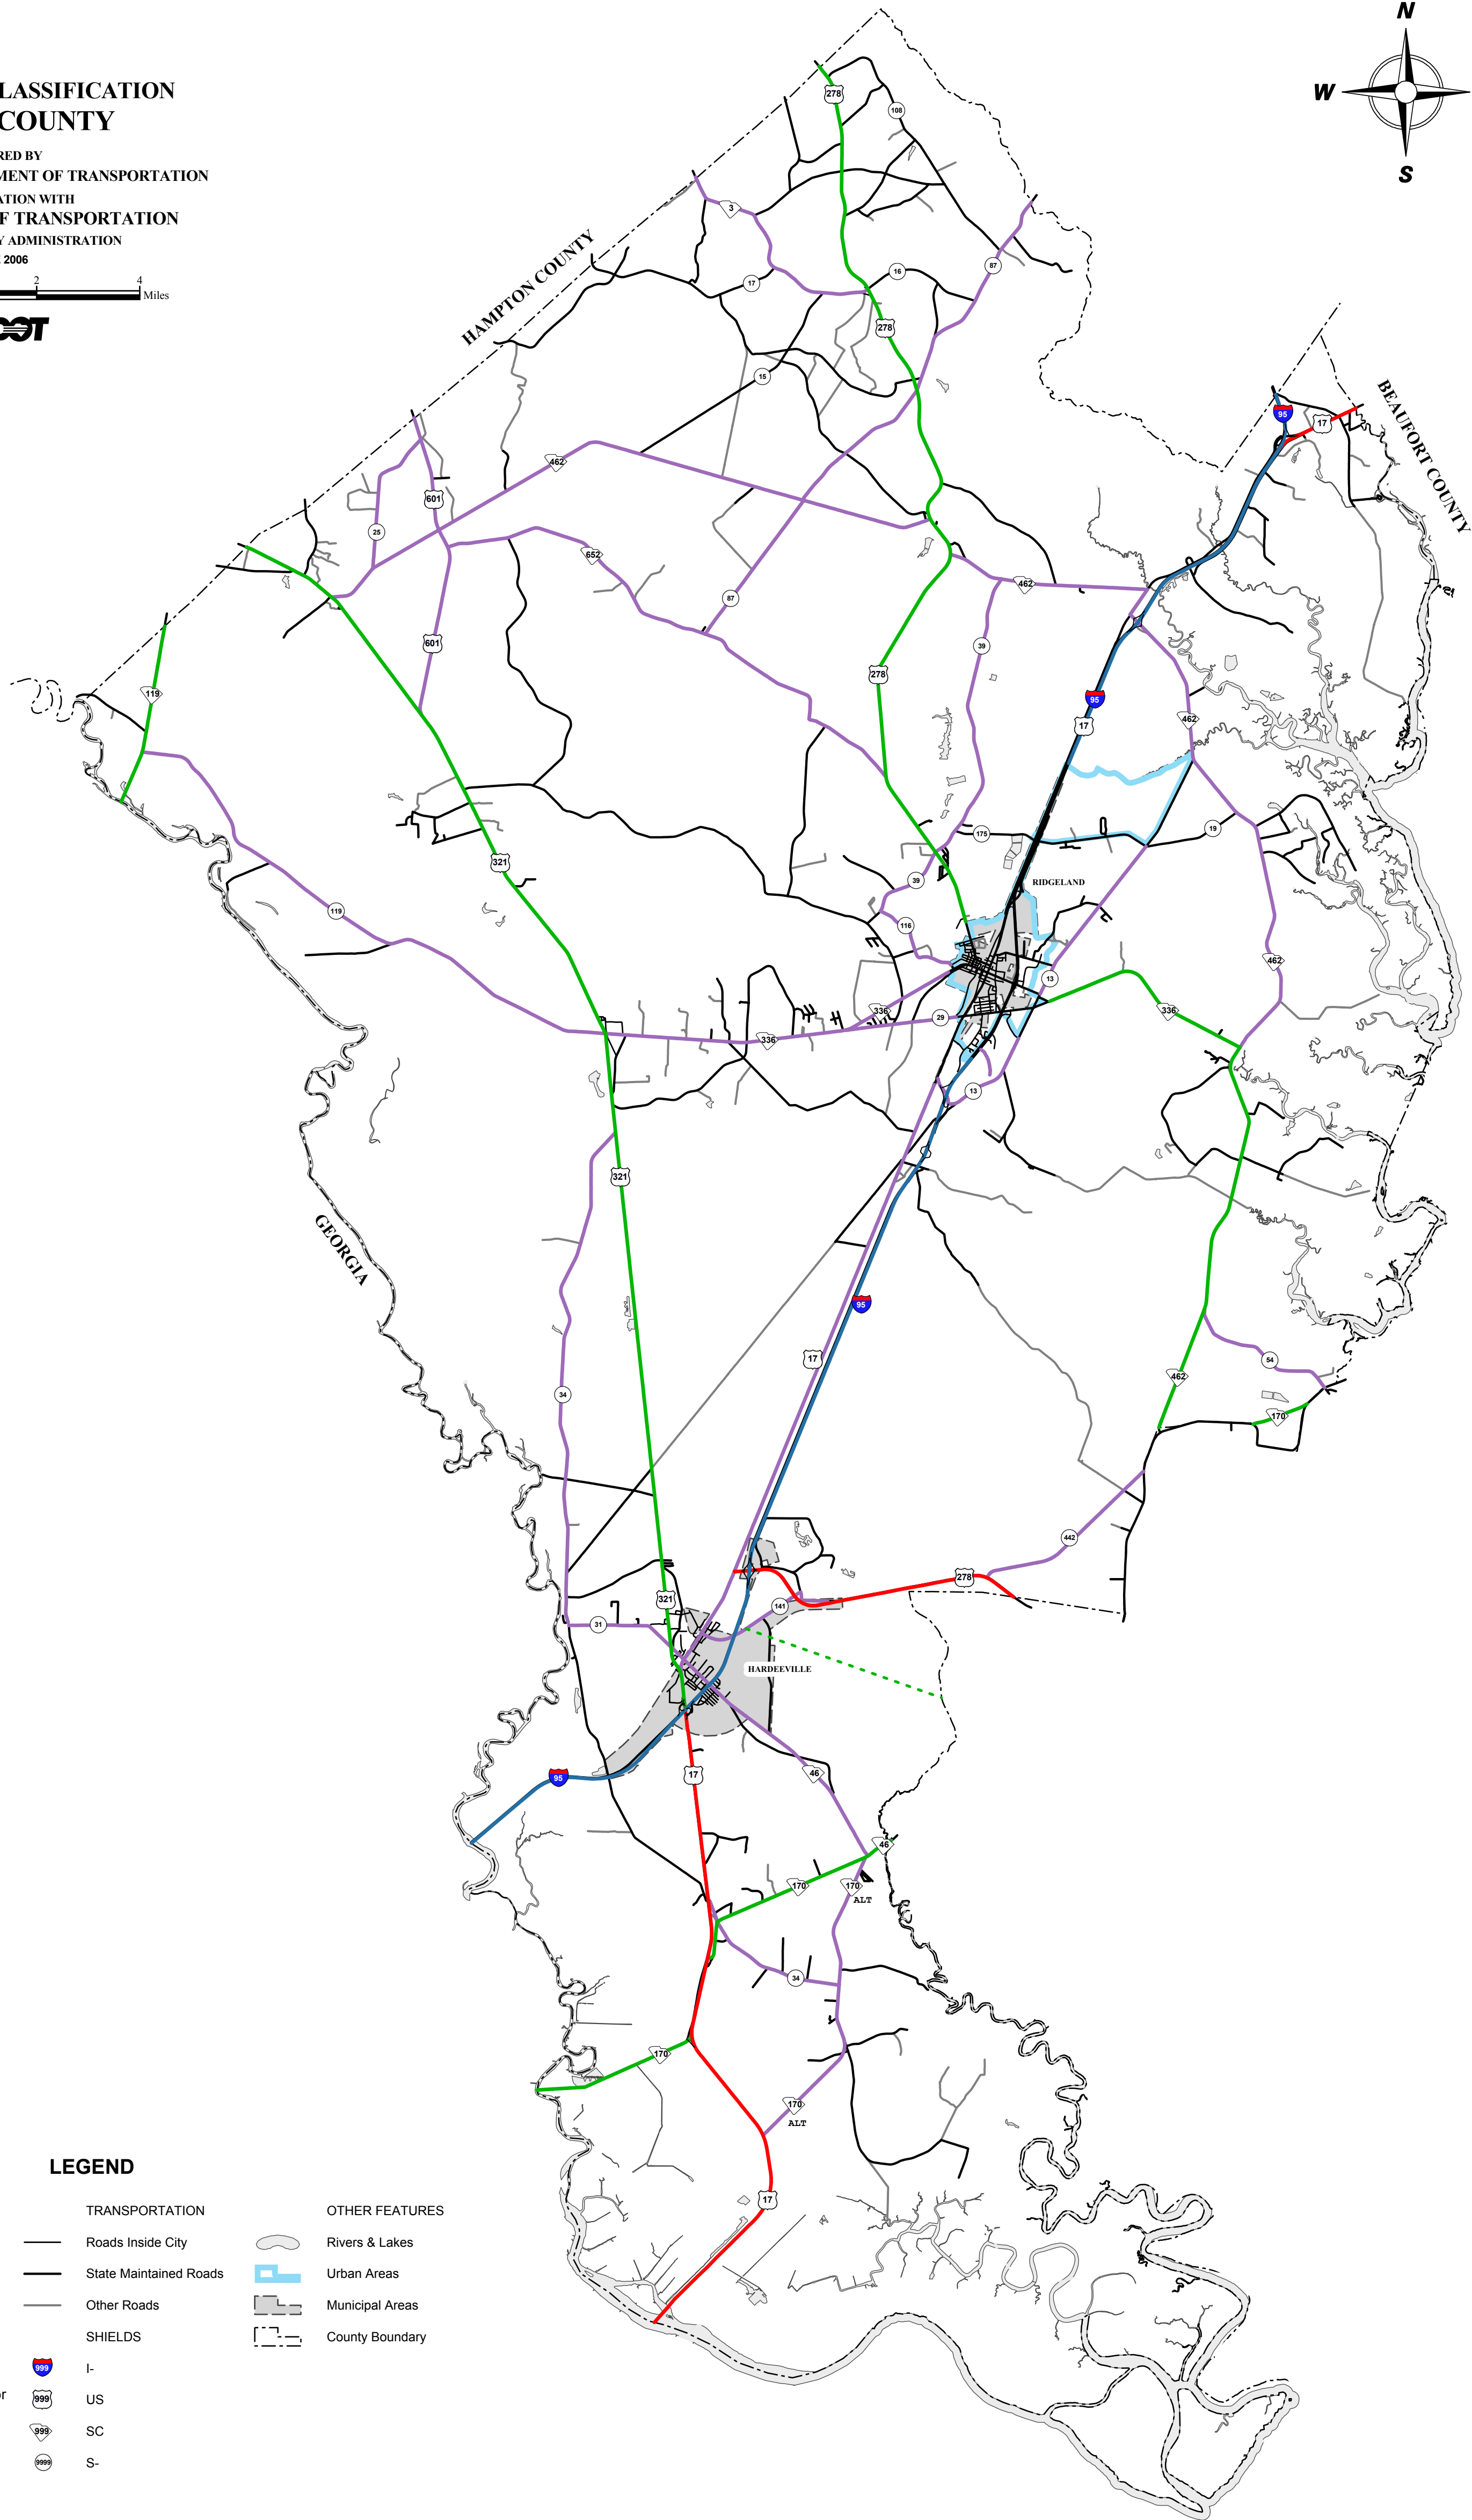 N
W
S
LASSIFICATION
COUNTY
RED BY
MENT OF TRANSPORTATION
ATION WITH
F TRANSPORTATION
Y ADMINISTRATION
2006
2 4
Miles
HAMPTON COUNTY
BEAUFORT COUNTY
GEORGIA
278
108
3
17
16
87
278
15
95
17
462
601
25
652
87
462
39
601
278
119
95
17
462
321
175
19
RIDGELAND
39
119
116
462
13
336
336
29
336
13
321
95
17
34
54
462
170
442
278
321
141
31
HARDEEVILLE
95
17
46
46
170
170
ALT
34
170
170
ALT
17
LEGEND
TRANSPORTATION
Roads Inside City
State Maintained Roads
Other Roads
SHIELDS
999 I-
or
999 US
999 SC
9999 S-
OTHER FEATURES
Rivers & Lakes
Urban Areas
Municipal Areas
County Boundary